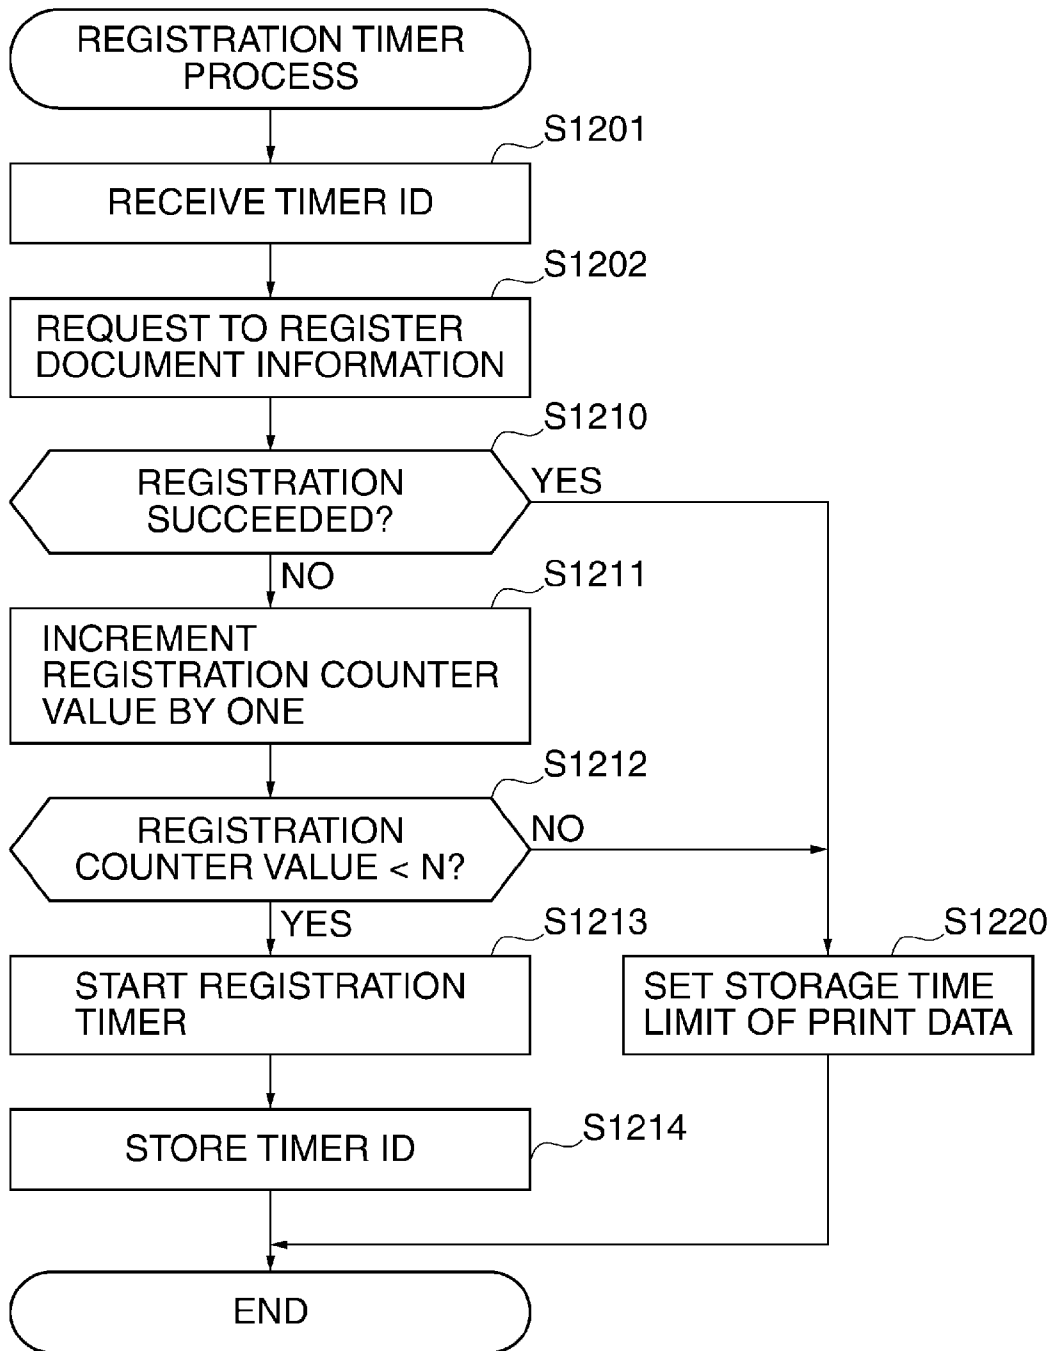 REGISTRATION TIMER
PROCESS
S1201
RECEIVE TIMER ID
S1202
REQUEST TO REGISTER
DOCUMENT INFORMATION
S1210
REGISTRATION
SUCCEEDED?
YES
NO
S1211
INCREMENT
REGISTRATION COUNTER
VALUE BY ONE
S1212
REGISTRATION
COUNTER VALUE < N?
NO
YES
S1213
START REGISTRATION
TIMER
S1220
SET STORAGE TIME
LIMIT OF PRINT DATA
STORE TIMER ID
S1214
END